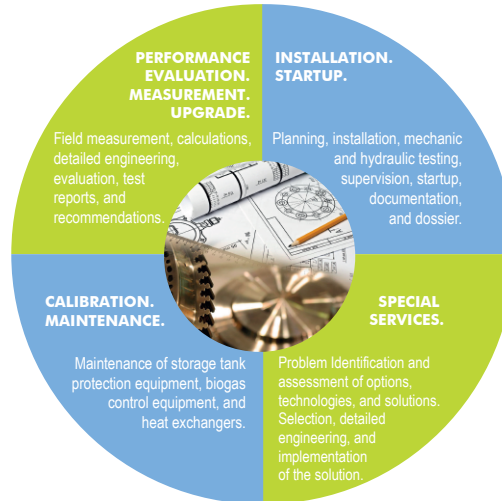 PERFORMANCE
EVALUATION.
MEASUREMENT.
UPGRADE.
Field measurement, calculations,
detailed engineering,
evaluation, test
reports, and
recommendations.
INSTALLATION.
STARTUP.
Planning, installation, mechanic
and hydraulic testing,
supervision, startup,
documentation,
and dossier.
CALIBRATION.
MAINTENANCE.
Maintenance of storage tank
protection equipment, biogas
control equipment, and
heat exchangers.
SPECIAL
SERVICES.
Problem Identification and
assessment of options,
technologies, and solutions.
Selection, detailed
engineering, and
implementation
of the solution.